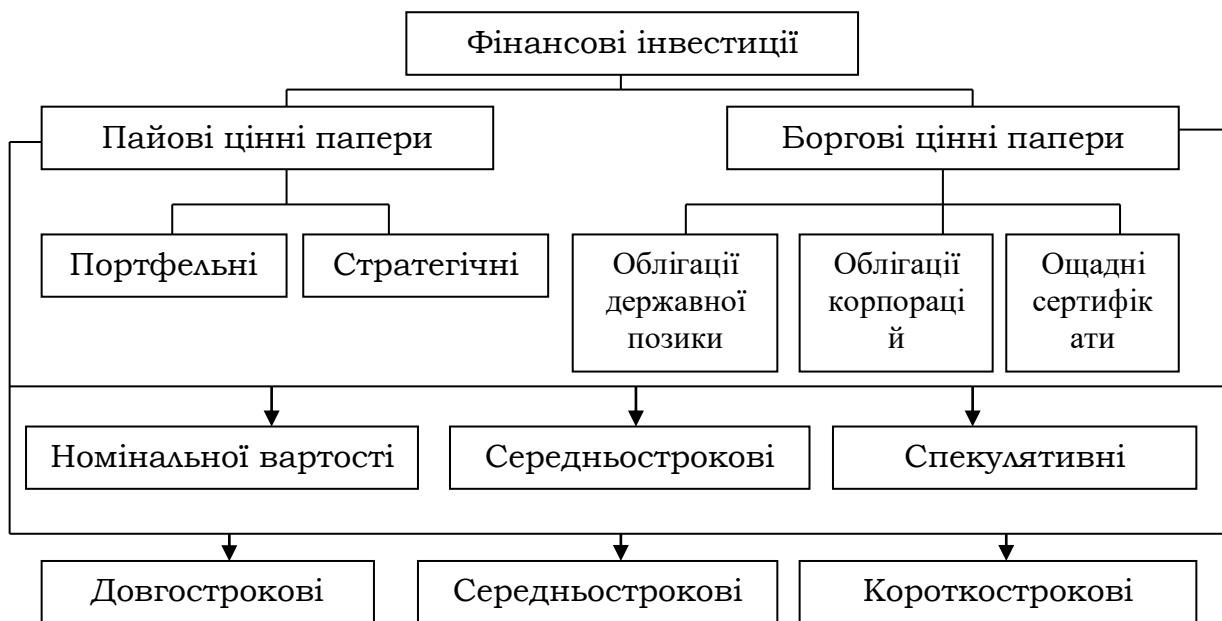 Фінансові інвестиції
Пайові цінні папери
Боргові цінні папери
Портфельні
Стратегічні
Облігації
державної
позики
Облігації
корпораці
й
Ощадні
сертифік
ати
Номінальної вартості
Середньострокові
Спекулятивні
Довгострокові
Середньострокові
Короткострокові